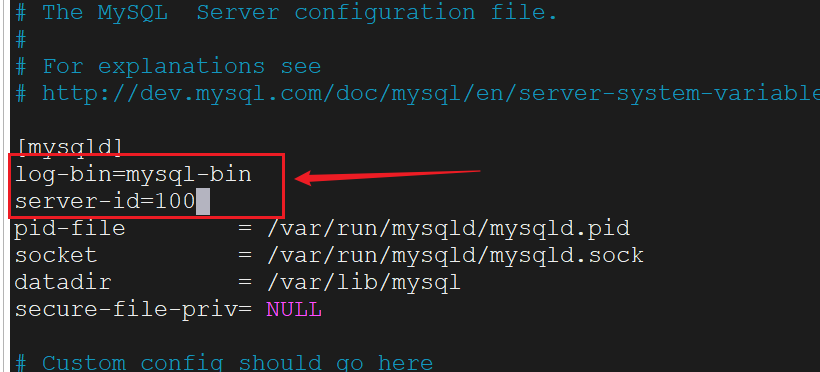 # The MySQL  Server configuration file.
#
# For explanations see
# http://dev.mysql.com/doc/mysql/en/server-system-variable
[mysqld]
log-bin=mysql-bin
server-id=100
pid-file        = /var/run/mysqld/mysqld.pid
socket          = /var/run/mysqld/mysqld.sock
datadir         = /var/lib/mysql
secure-file-priv= NULL
# Custom config should go here